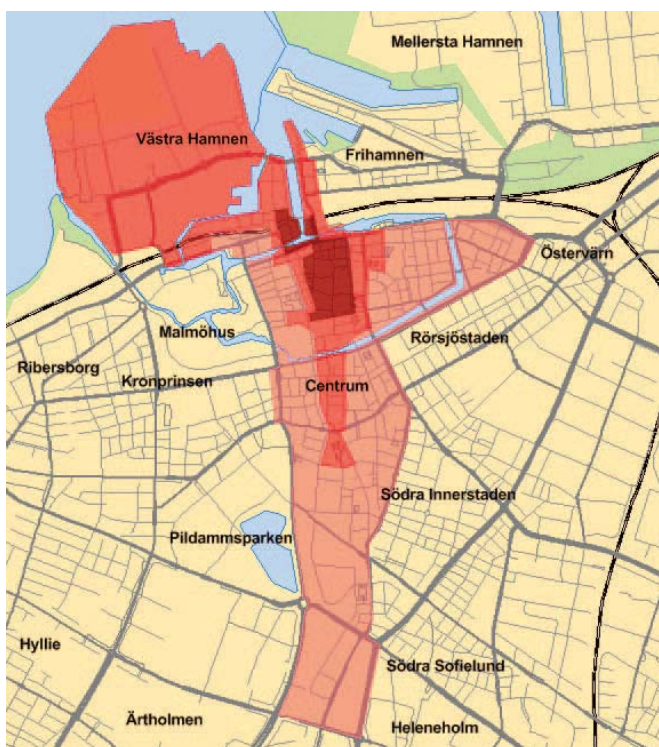 Mellersta Hamnen
Västra Hamnen
Frihamnen
Östervärn
Malmöhus
Rörsjöstaden
Ribersborg
Kronprinsen
Centrum
Södra Innerstaden
Pildammsparken
Hyllie
Södra Sofielund
Ärtholmen
Heleneholm